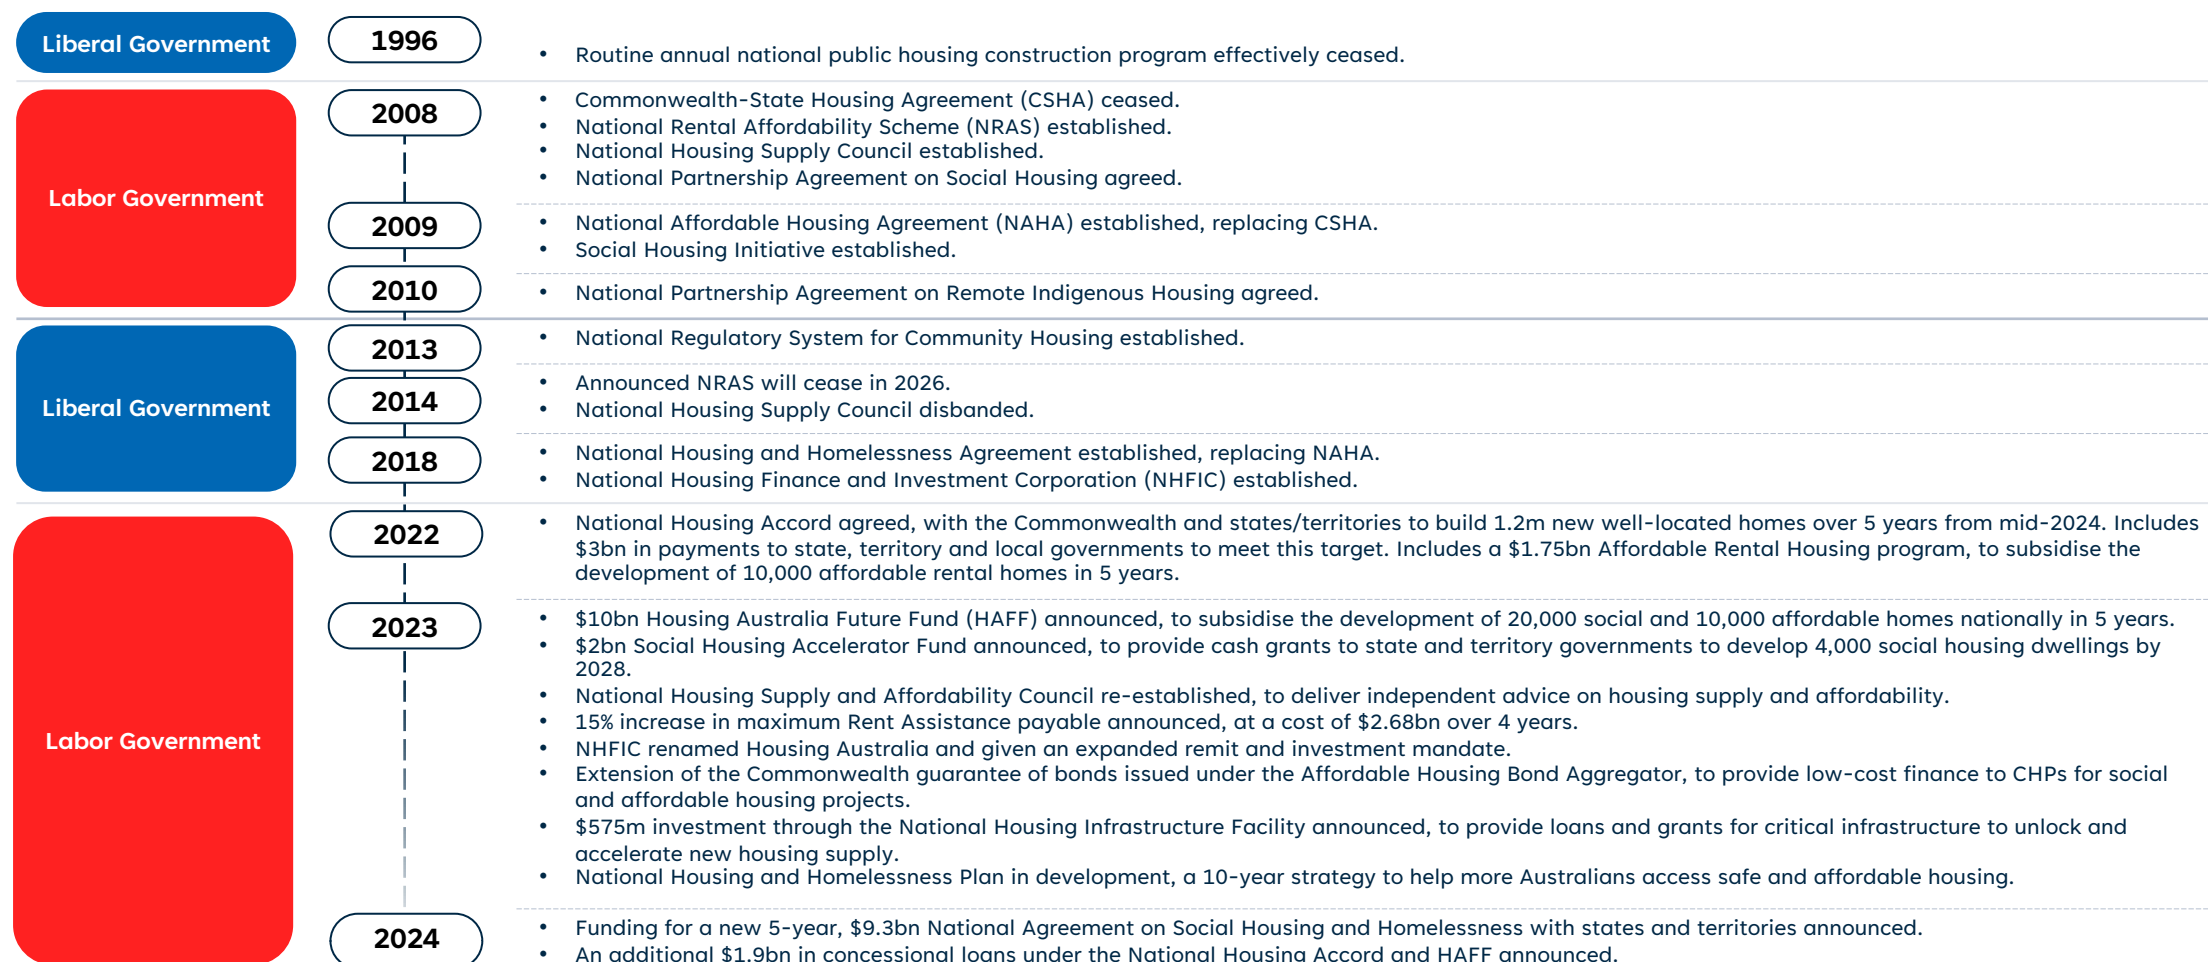 Liberal Government
1996
• Routine annual national public housing construction program effectively ceased.
Labor Government
2008
• Commonwealth-State Housing Agreement (CSHA) ceased.
• National Rental Affordability Scheme (NRAS) established.
• National Housing Supply Council established.
• National Partnership Agreement on Social Housing agreed.
2009
• National Affordable Housing Agreement (NAHA) established, replacing CSHA.
• Social Housing Initiative established.
2010
• National Partnership Agreement on Remote Indigenous Housing agreed.
Liberal Government
2013
• National Regulatory System for Community Housing established.
2014
• Announced NRAS will cease in 2026.
• National Housing Supply Council disbanded.
2018
• National Housing and Homelessness Agreement established, replacing NAHA.
• National Housing Finance and Investment Corporation (NHFIC) established.
Labor Government
2022
• National Housing Accord agreed, with the Commonwealth and states/territories to build 1.2m new well-located homes over 5 years from mid-2024. Includes
$3bn in payments to state, territory and local governments to meet this target. Includes a $1.75bn Affordable Rental Housing program, to subsidise the
development of 10,000 affordable rental homes in 5 years.
2023
• $10bn Housing Australia Future Fund (HAFF) announced, to subsidise the development of 20,000 social and 10,000 affordable homes nationally in 5 years.
• $2bn Social Housing Accelerator Fund announced, to provide cash grants to state and territory governments to develop 4,000 social housing dwellings by
2028.
• National Housing Supply and Affordability Council re-established, to deliver independent advice on housing supply and affordability.
• 15% increase in maximum Rent Assistance payable announced, at a cost of $2.68bn over 4 years.
• NHFIC renamed Housing Australia and given an expanded remit and investment mandate.
• Extension of the Commonwealth guarantee of bonds issued under the Affordable Housing Bond Aggregator, to provide low-cost finance to CHPs for social
and affordable housing projects.
• $575m investment through the National Housing Infrastructure Facility announced, to provide loans and grants for critical infrastructure to unlock and
accelerate new housing supply.
• National Housing and Homelessness Plan in development, a 10-year strategy to help more Australians access safe and affordable housing.
2024
• Funding for a new 5-year, $9.3bn National Agreement on Social Housing and Homelessness with states and territories announced.
• An additional $1.9bn in concessional loans under the National Housing Accord and HAFF announced.